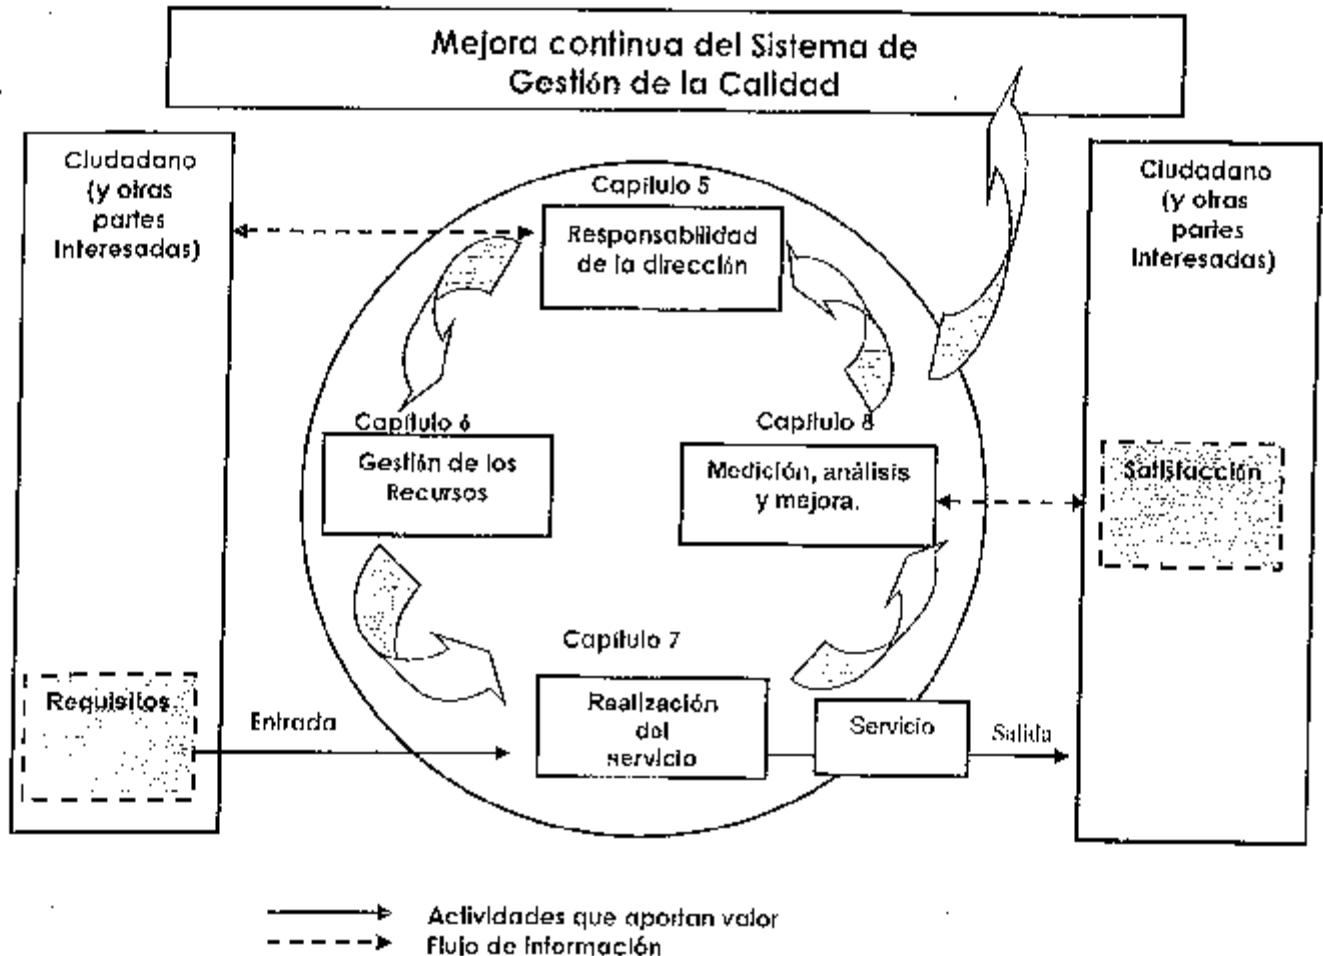 Mejora continua del Sistema de
Gestión de la Calidad
Ciudadano
(y otras
partes
Interesadas)
Capítulo 5
Responsabilidad
de la dirección
Ciudadano
(y otras
partes
Interesadas)
Capítulo 6
Gestión de los
Recursos
Capítulo 8
Medición, análisis
y mejora.
Satisfacción
Capítulo 7
Requisitos
Entrada
Realización
del
servicio
Servicio
Salida
Actividades que aportan valor
Flujo de información